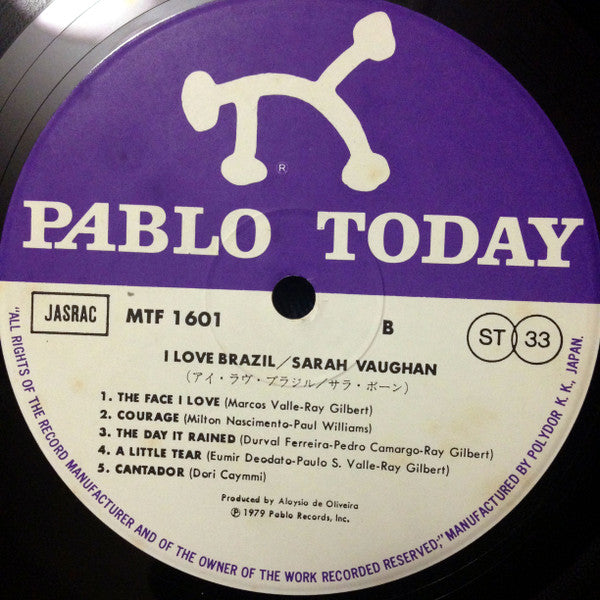 ®
PABLO TODAY
JASRAC
MTF 1601
B
ST 33
I LOVE BRAZIL/SARAH VAUGHAN
(アイ・ラヴ・ブラジル/サラ・ボーン)
1. THE FACE I LOVE (Marcos Valle-Ray Gilbert)
2. COURAGE (Milton Nascimento-Paul Williams)
3. THE DAY IT RAINED (Durval Ferreira-Pedro Camargo-Ray Gilbert)
4. A LITTLE TEAR (Eumir Deodato-Paulo S. Valle-Ray Gilbert)
5. CANTADOR (Dori Caymmi)
Produced by Aloysio de Oliveira
Ⓟ 1979 Pablo Records, Inc.
"ALL RIGHTS OF THE RECORD MANUFACTURER AND OF THE OWNER OF THE WORK RECORDED RESERVED;" MANUFACTURED BY POLYDOR K. K., JAPAN.